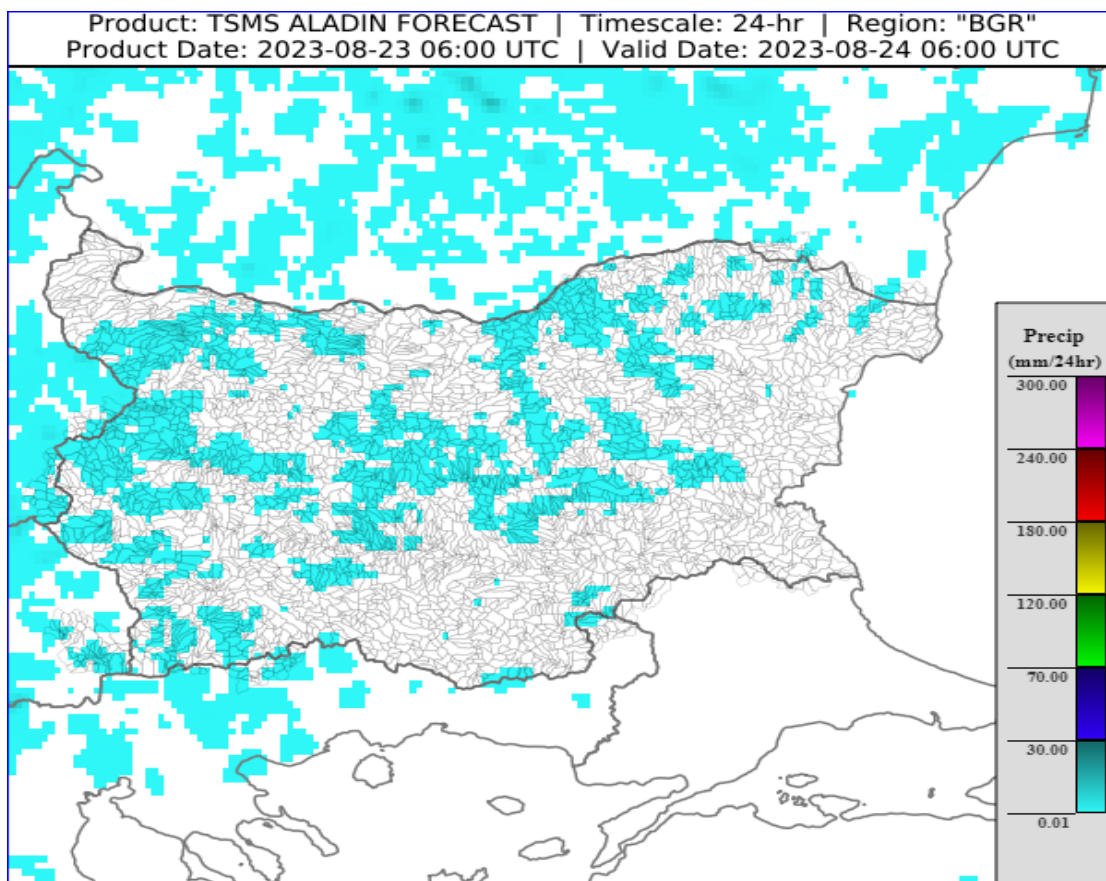 Product: TSMS ALADIN FORECAST | Timescale: 24-hr | Region: "BGR"
Product Date: 2023-08-23 06:00 UTC | Valid Date: 2023-08-24 06:00 UTC
Precip
(mm/24hr)
300.00
240.00
180.00
120.00
70.00
30.00
0.01